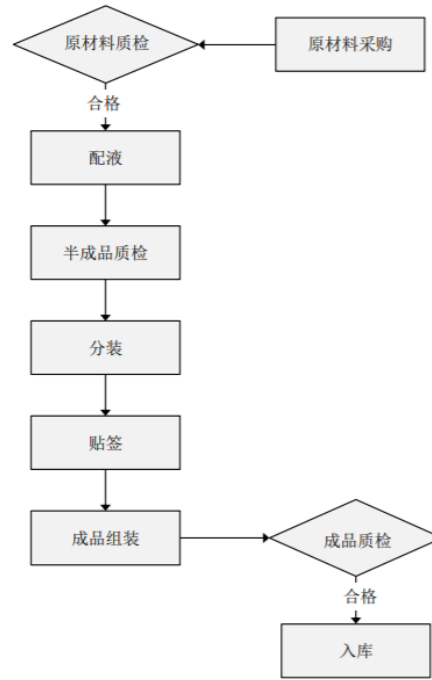 原材料质检
原材料采购
合格
配液
半成品质检
分装
贴签
成品组装
成品质检
合格
入库